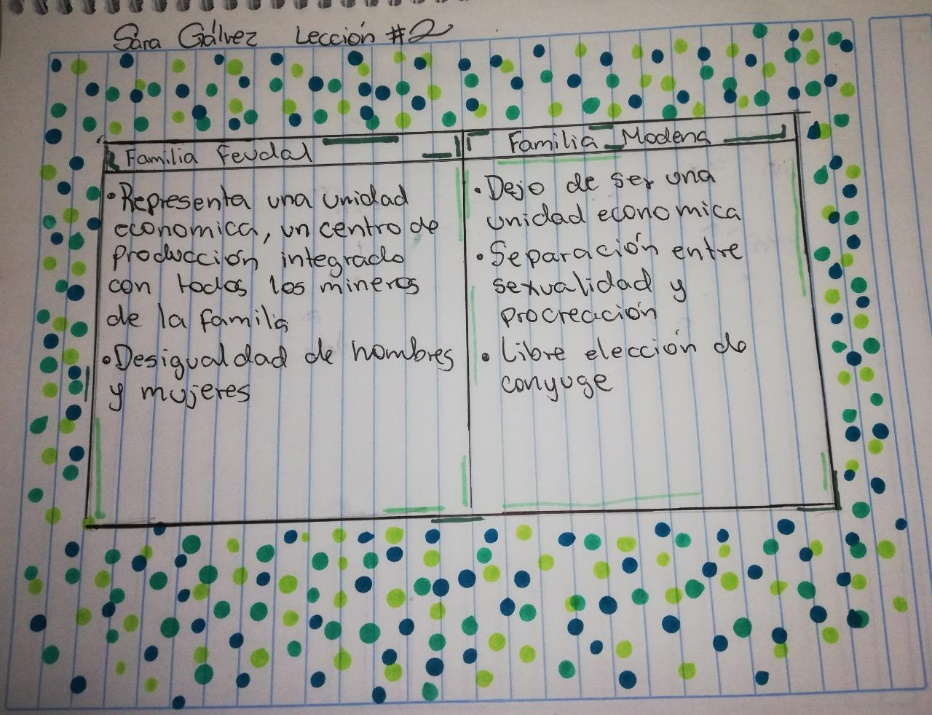 Sara Gálvez Lección #2
Familia Feudal
Familia Modena
• Representa una unidad
economica, un centro de
producción integrado
con todos los mineros
de la familia
• Desigualdad de hombres
y mujeres
• Dejo de ser una
unidad economica
• Separación entre
sexualidad y
procreación
• Libre elección de
conyuge